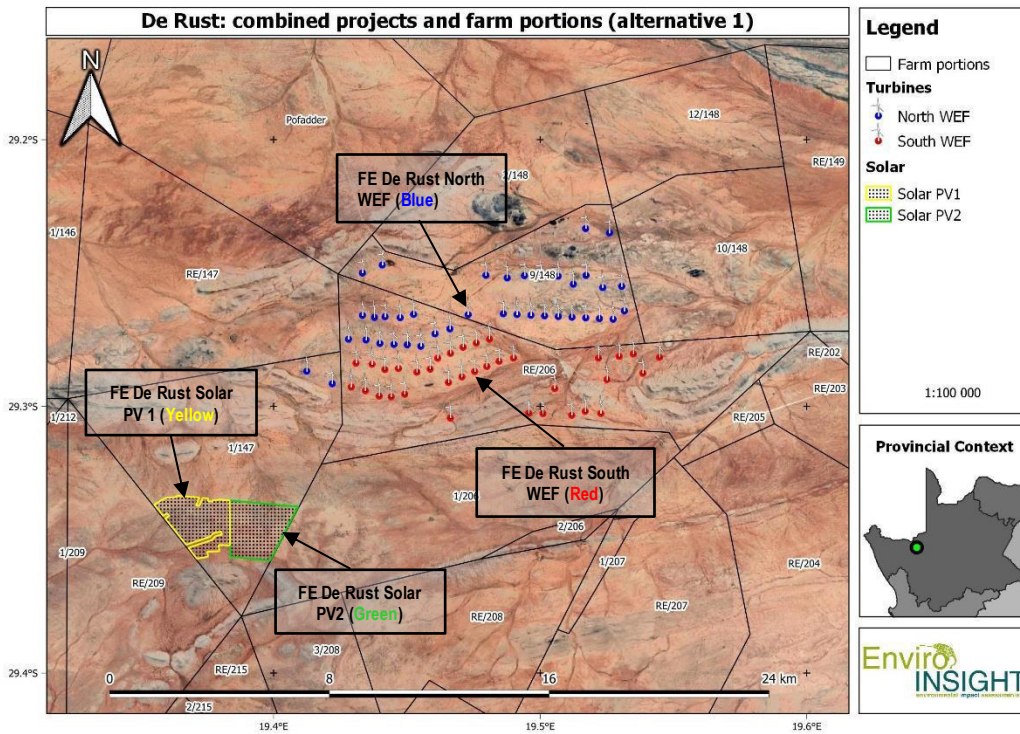 De Rust: combined projects and farm portions (alternative 1)
N
Pofadder
12/148
29.2°S
RE/149
FE De Rust North
WEF (Blue)
/148
1/146
10/148
RE/147
9/148
RE/202
RE/206
RE/203
29.3°S
FE De Rust Solar
PV 1 (Yellow)
1/212
RE/205
1/147
FE De Rust South
WEF (Red)
1/206
2/206
1/209
1/207
RE/204
RE/209
FE De Rust Solar
PV2 (Green)
RE/208
RE/207
3/208
RE/215
29.4°S
0 8 16 24 km
2/215
19.4°E 19.5°E 19.6°E
Legend
Farm portions
Turbines
North WEF
South WEF
Solar
Solar PV1
Solar PV2
1:100 000
Provincial Context
Enviro
INSIGHT
environmental impact assessments